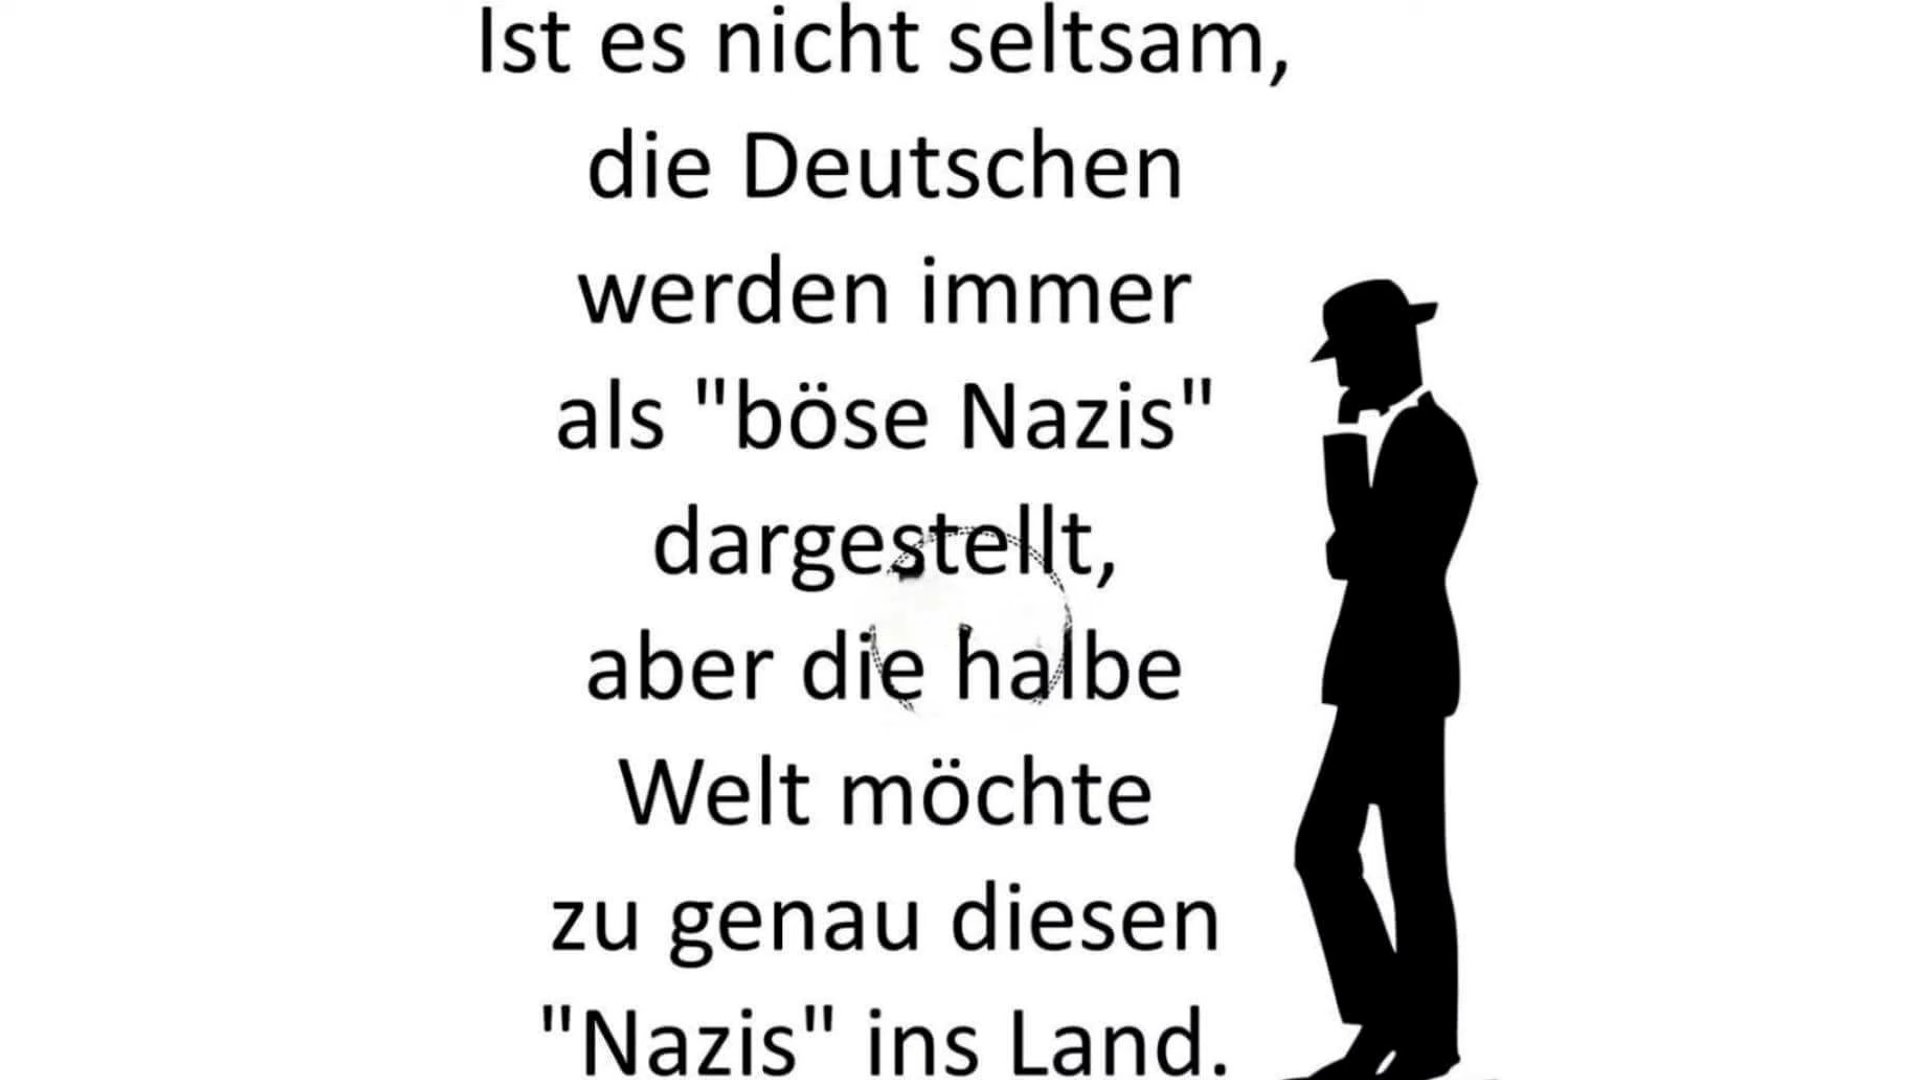 Ist es nicht seltsam,
die Deutschen
werden immer
als "böse Nazis"
dargestellt,
aber die halbe
Welt möchte
zu genau diesen
"Nazis" ins Land.